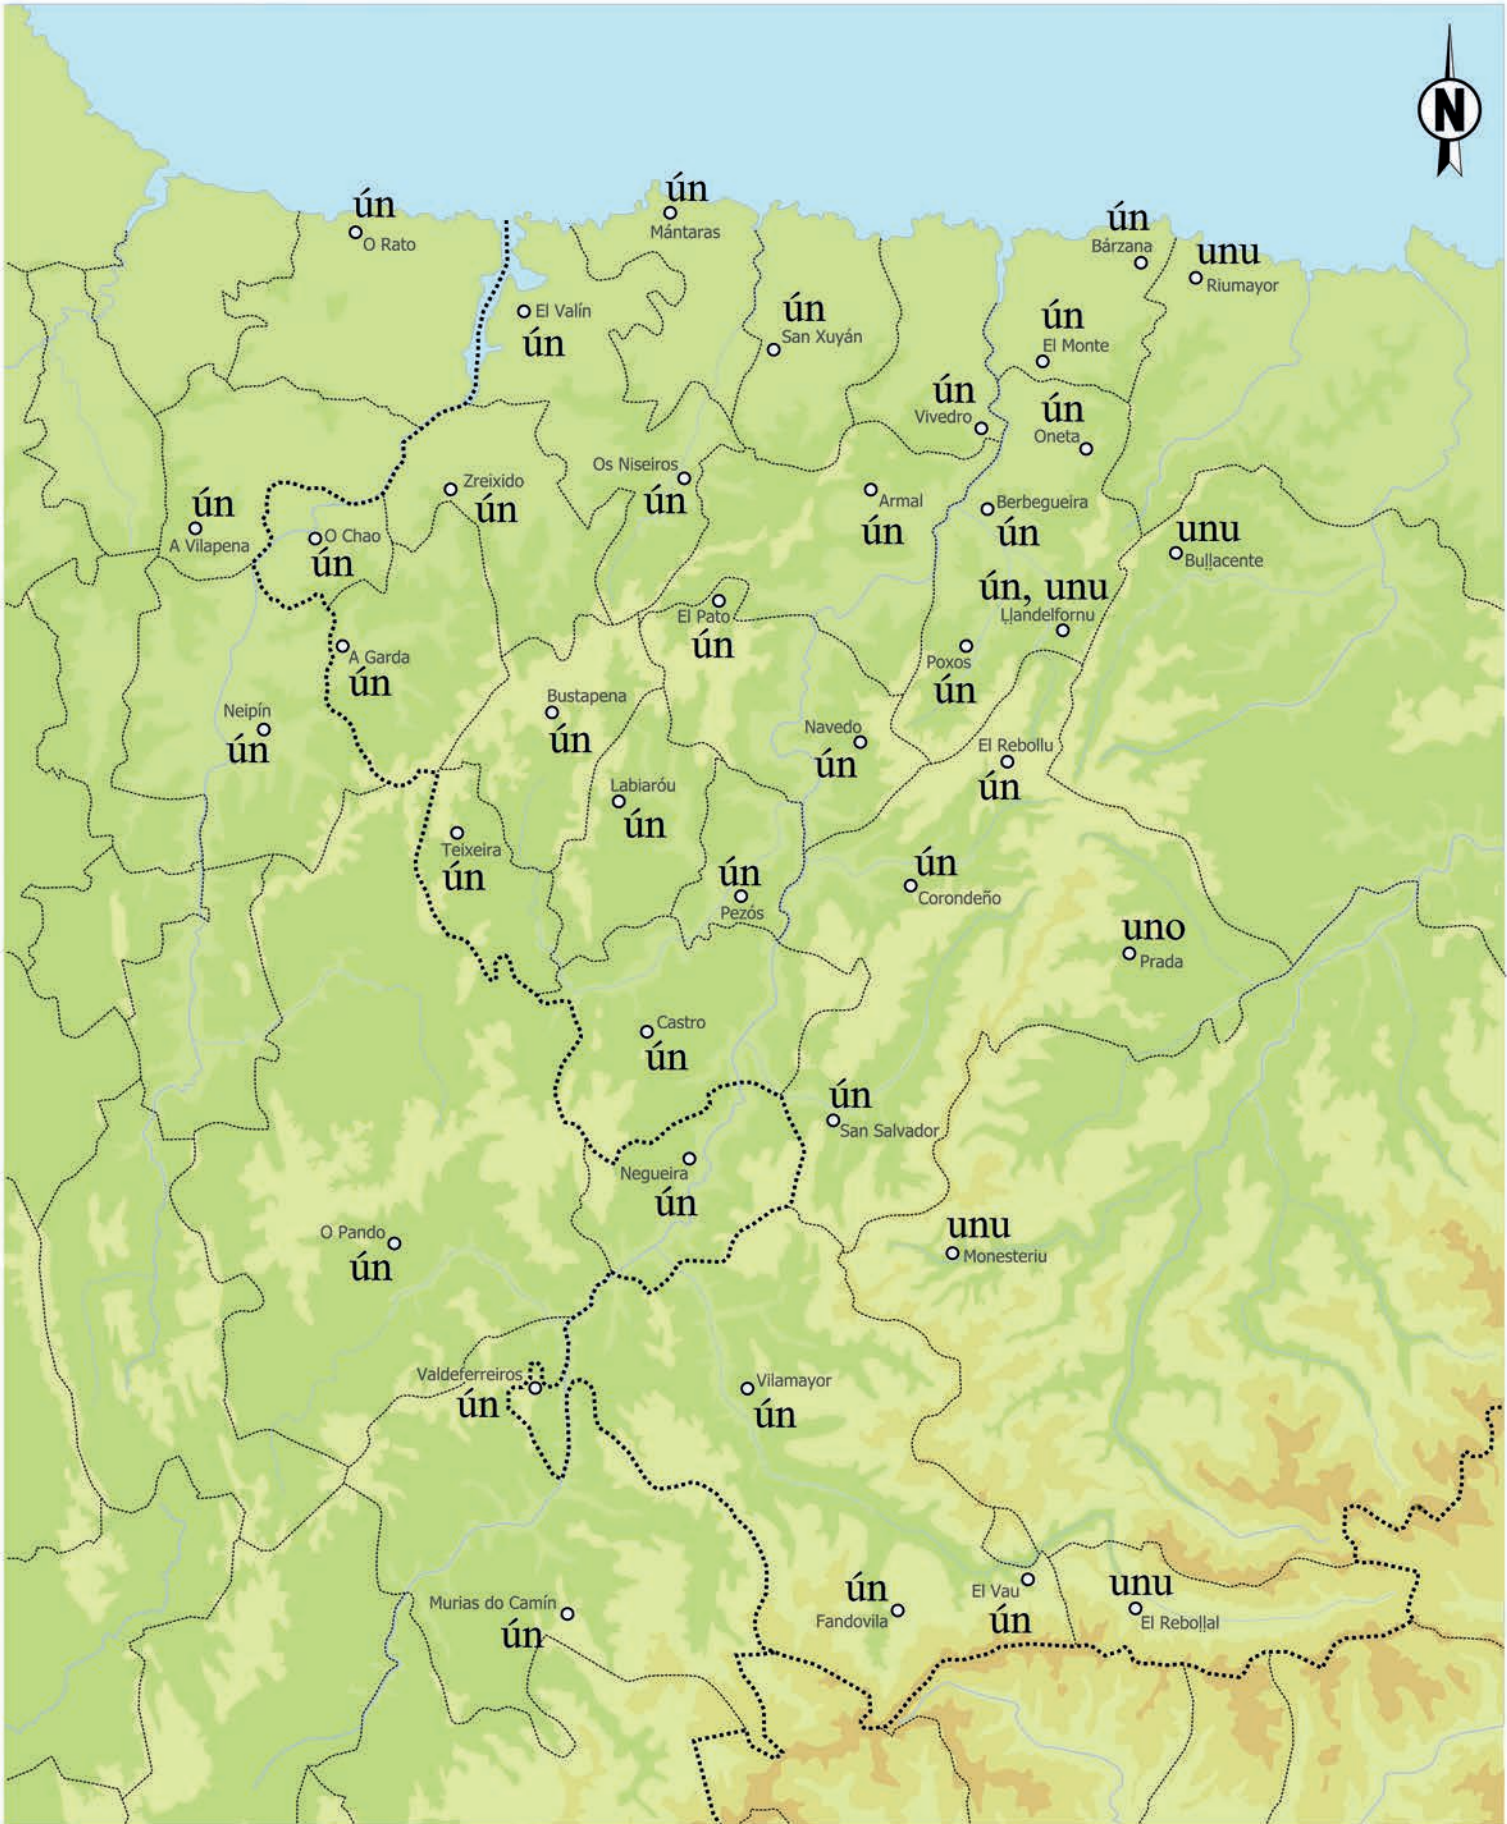 N
ún
O Rato
ún
Mántaras
ún
Bárzana
unu
Riumayor
El Valín
ún
ún
San Xuyán
ún
El Monte
ún
Vivedro
ún
Oneta
Os Niseiros
ún
Zreixido
ún
Armal
ún
Berbegueira
ún
ún
A Vilapena
O Chao
ún
unu
Buḷḷacente
ún, unu
Ḷḷandelfornu
El Pato
ún
A Garda
ún
Poxos
ún
Bustapena
ún
Neipín
ún
Navedo
ún
El Rebollu
ún
Labiaróu
ún
Teixeira
ún
ún
Pezós
ún
Corondeño
uno
Prada
Castro
ún
ún
San Salvador
Negueira
ún
O Pando
ún
unu
Monesteriu
Valdeferreiros
ún
Vilamayor
ún
Murias do Camín
ún
ún
Fandovila
El Vau
ún
unu
El Reboḷḷal